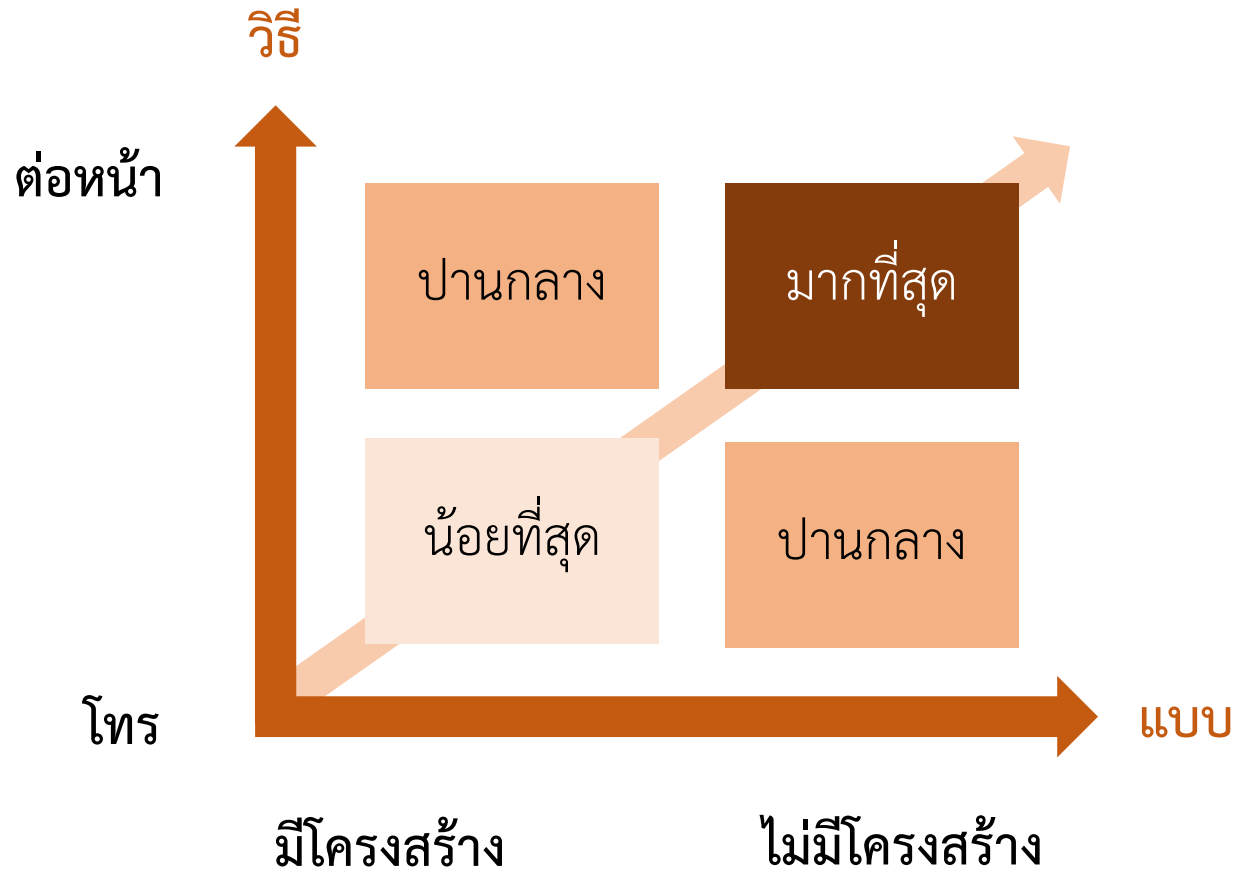 วิธี
ต่อหน้า
ปานกลาง
มากที่สุด
น้อยที่สุด
ปานกลาง
โทร
แบบ
มีโครงสร้าง
ไม่มีโครงสร้าง